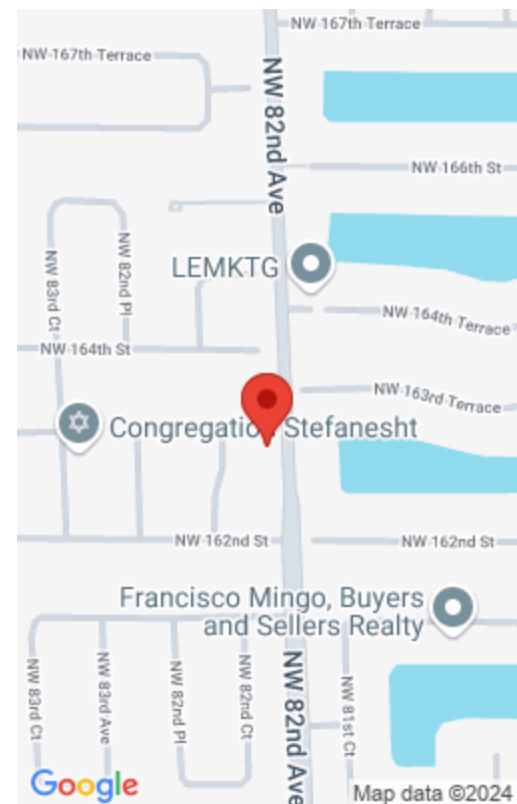 NW 167th Terrace
NW 167th Terrace
NW 82nd Ave
NW 166th St
NW 82nd Pl
NW 83rd Ct
LEMKTG
NW 164th Terrace
NW 164th St
NW 163rd Terrace
Congregation Stefanesht
NW 162nd St
NW 162nd St
Francisco Mingo, Buyers
and Sellers Realty
NW 83rd Ct
NW 83rd Ave
NW 82nd Pl
NW 82nd Ct
NW 82nd Ave
NW 81st Ct
Google
Map data ©2024